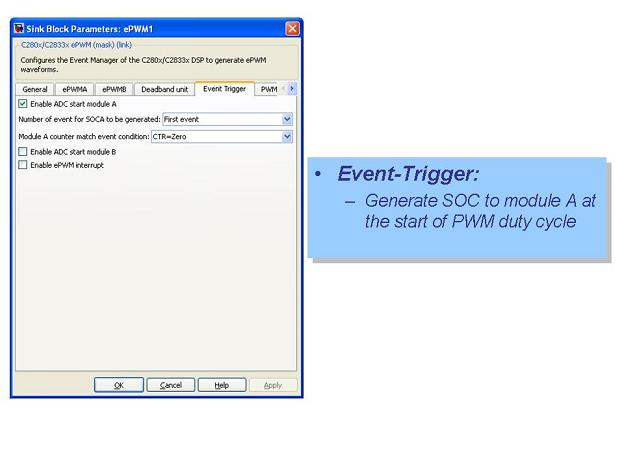 Sink Block Parameters: ePWM1
C280x/C2833x ePWM (mask) (link)
Configures the Event Manager of the C280x/C2833x DSP to generate ePWM
waveforms.
General ePWMA ePWMB Deadband unit Event Trigger PWM
Enable ADC start module A
Number of event for SOCA to be generated: First event
Module A counter match event condition: CTR=Zero
Enable ADC start module B
Enable ePWM interrupt
OK Cancel Help Apply
• Event-Trigger:
– Generate SOC to module A at
the start of PWM duty cycle